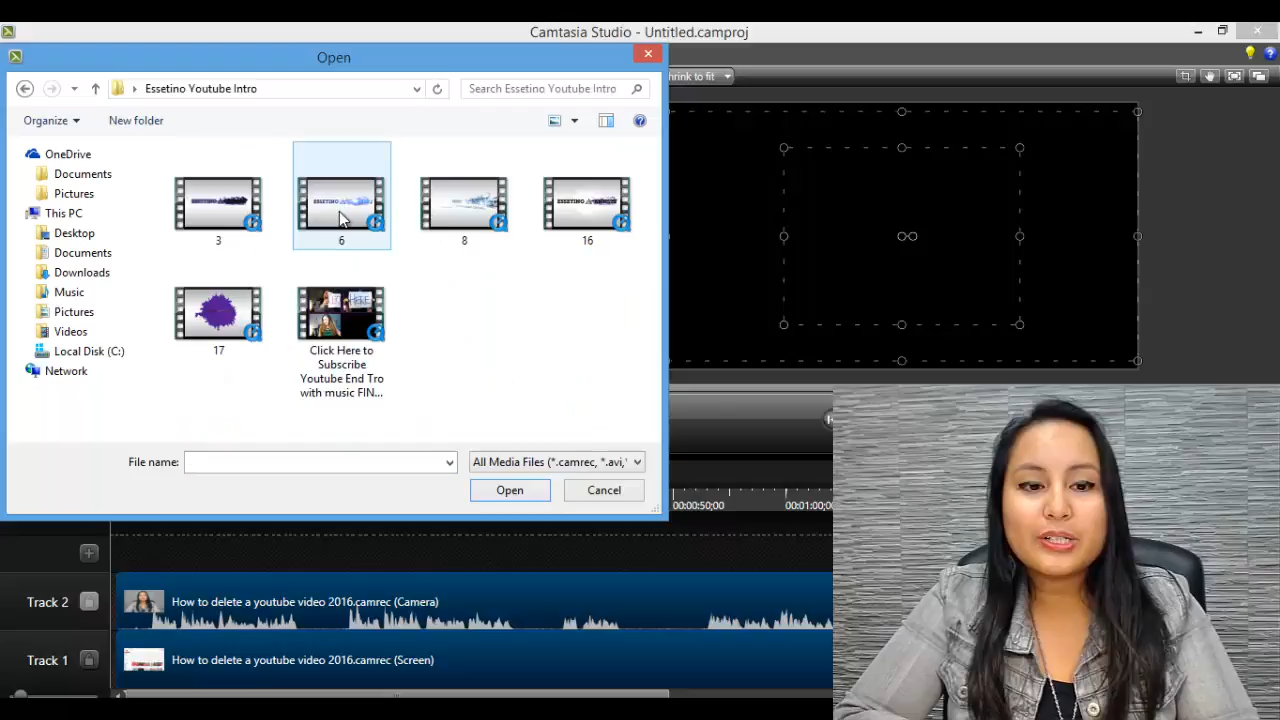 Camtasia Studio - Untitled.camproj
Open
hrink to fit
Essetino Youtube Intro
Search Essetino Youtube Intro
Organize
New folder
OneDrive
Documents
Pictures
This PC
Desktop
Documents
Downloads
Music
Pictures
Videos
Local Disk (C:)
Network
ESSETINO
ESSETINO
ESSETINO
3
6
8
16
17
Click Here to
Subscribe
Youtube End Tro
with music FIN...
File name:
All Media Files (*.camrec, *.avi,
Open
Cancel
00:00:50;00
00:01:00;00
Track 2
How to delete a youtube video 2016.camrec (Camera)
Track 1
How to delete a youtube video 2016.camrec (Screen)